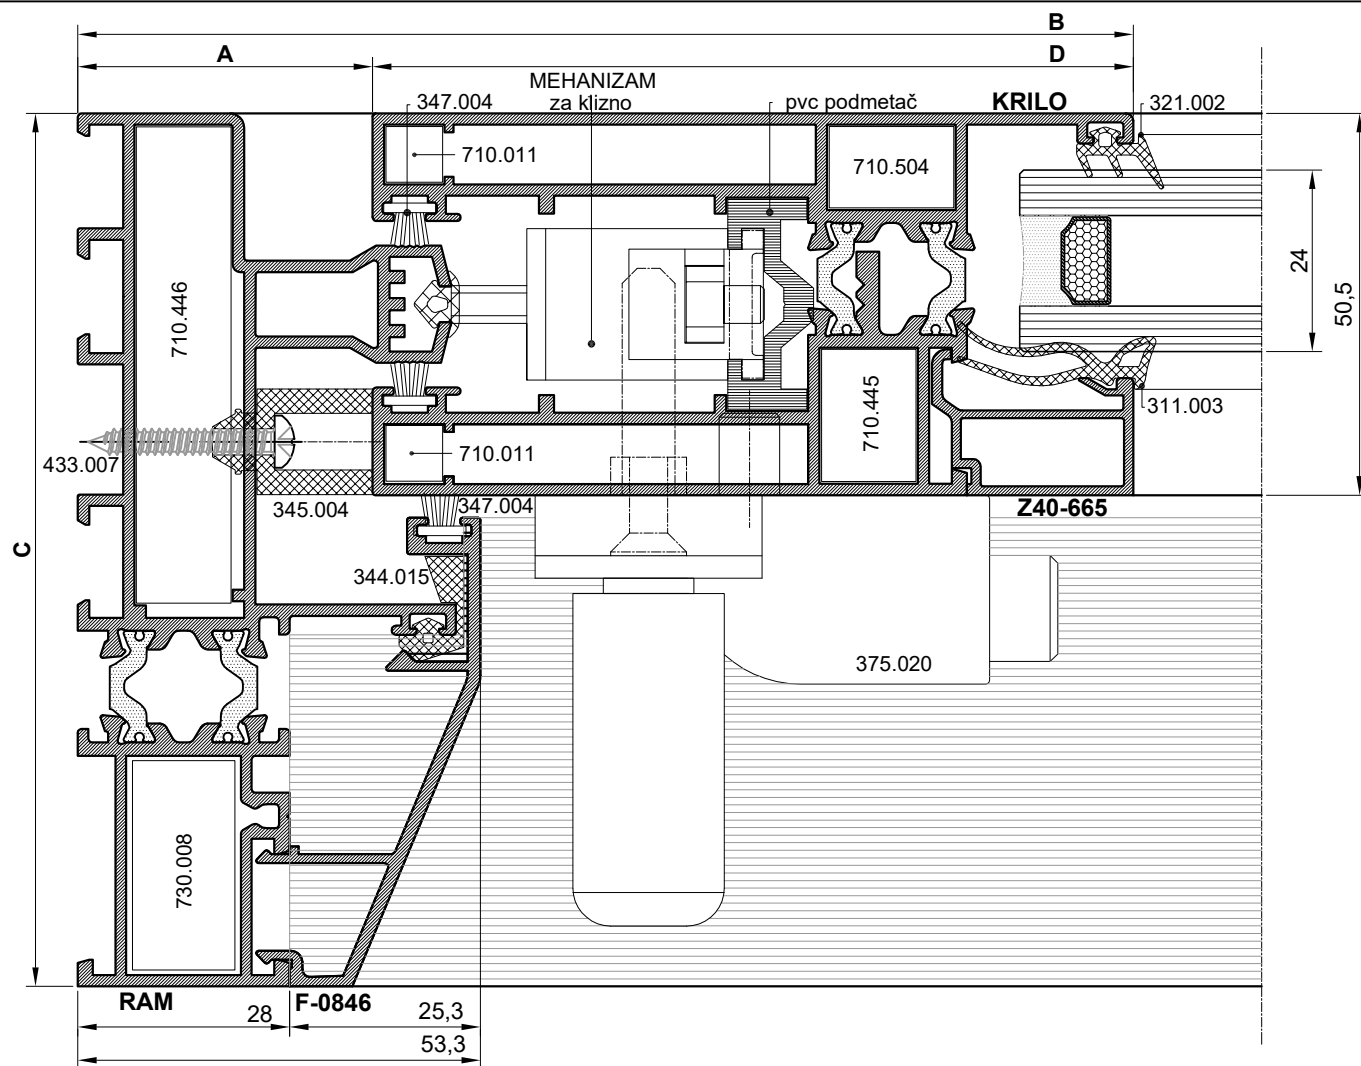 B
A
D
MEHANIZAM
za klizno
347.004
pvc podmetač
KRILO
321.002
710.011
710.504
24
50,5
710.446
710.445
311.003
433.007
710.011
345.004
347.004
Z40-665
C
344.015
375.020
730.008
RAM
28
F-0846
25,3
53,3